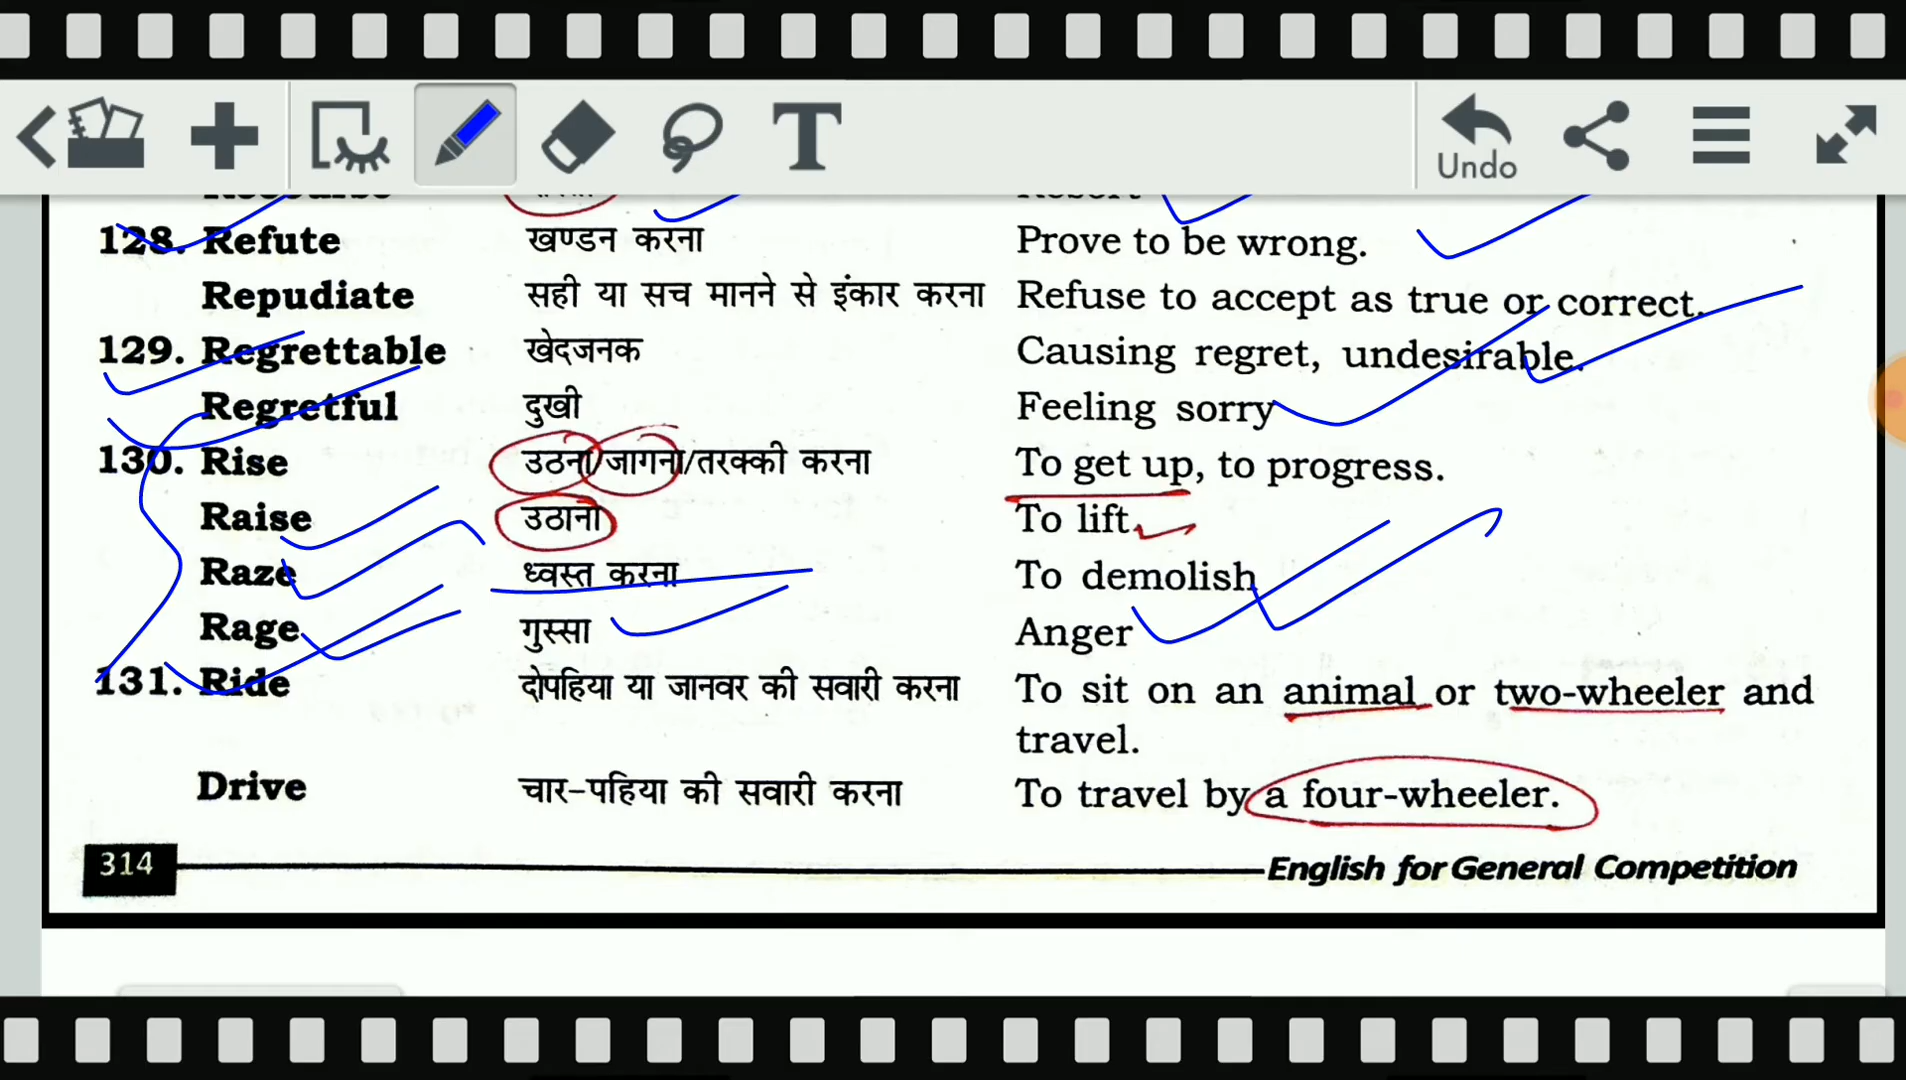 Undo
128. Refute खण्डन करना Prove to be wrong.
Repudiate सही या सच मानने से इंकार करना Refuse to accept as true or correct.
129. Regrettable खेदजनक Causing regret, undesirable.
Regretful दुखी Feeling sorry
130. Rise उठना/जागना/तरक्की करना To get up, to progress.
Raise उठाना To lift
Raze ध्वस्त करना To demolish
Rage गुस्सा Anger
131. Ride दोपहिया या जानवर की सवारी करना To sit on an animal or two-wheeler and
travel.
Drive चार-पहिया की सवारी करना To travel by a four-wheeler.
314 English for General Competition